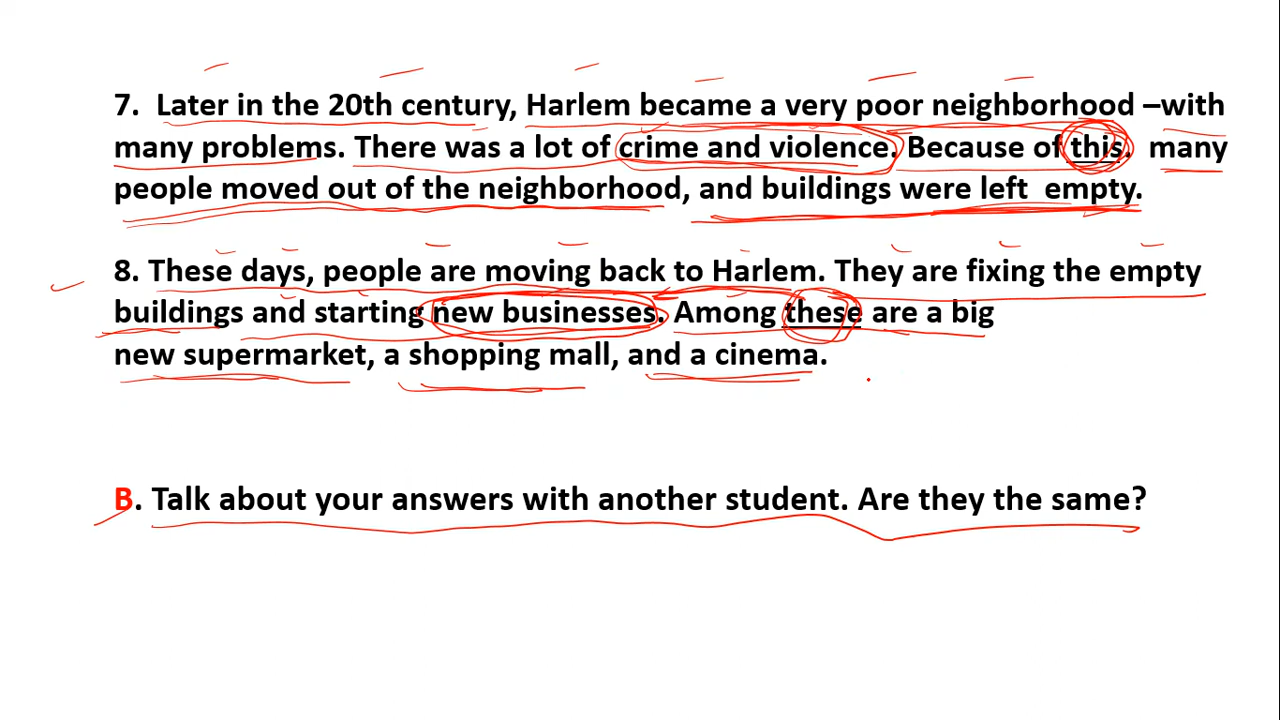 7. Later in the 20th century, Harlem became a very poor neighborhood –with
many problems. There was a lot of crime and violence. Because of this. many
people moved out of the neighborhood, and buildings were left empty.
8. These days, people are moving back to Harlem. They are fixing the empty
buildings and starting new businesses. Among these are a big
new supermarket, a shopping mall, and a cinema.
B. Talk about your answers with another student. Are they the same?